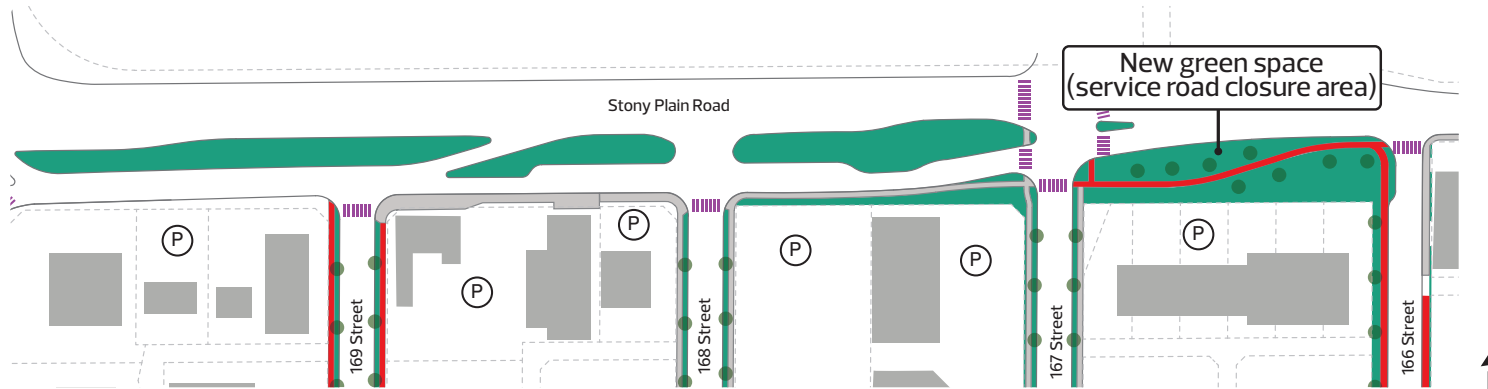 New green space
(service road closure area)
Stony Plain Road
P
P
P
P
P
P
169 Street
168 Street
167 Street
166 Street